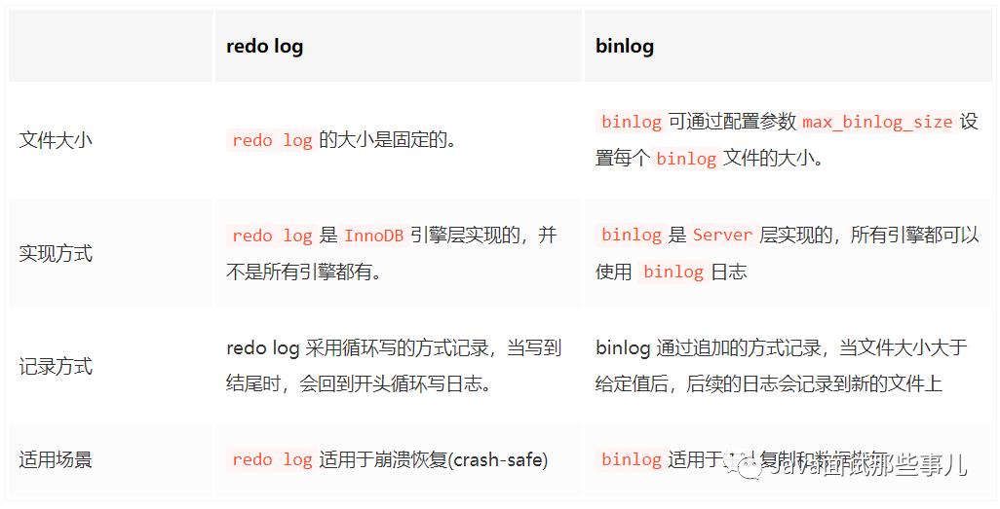 redo log
binlog
文件大小
redo log 的大小是固定的。
binlog 可通过配置参数 max_binlog_size 设
置每个 binlog 文件的大小。
实现方式
redo log 是 InnoDB 引擎层实现的，并
不是所有引擎都有。
binlog 是 Server 层实现的，所有引擎都可以
使用 binlog 日志
记录方式
redo log 采用循环写的方式记录，当写到
结尾时，会回到开头循环写日志。
binlog 通过追加的方式记录，当文件大小大于
给定值后，后续的日志会记录到新的文件上
适用场景
redo log 适用于崩溃恢复(crash-safe)
binlog 适用于 复制和数据恢复
Java面试那些事儿